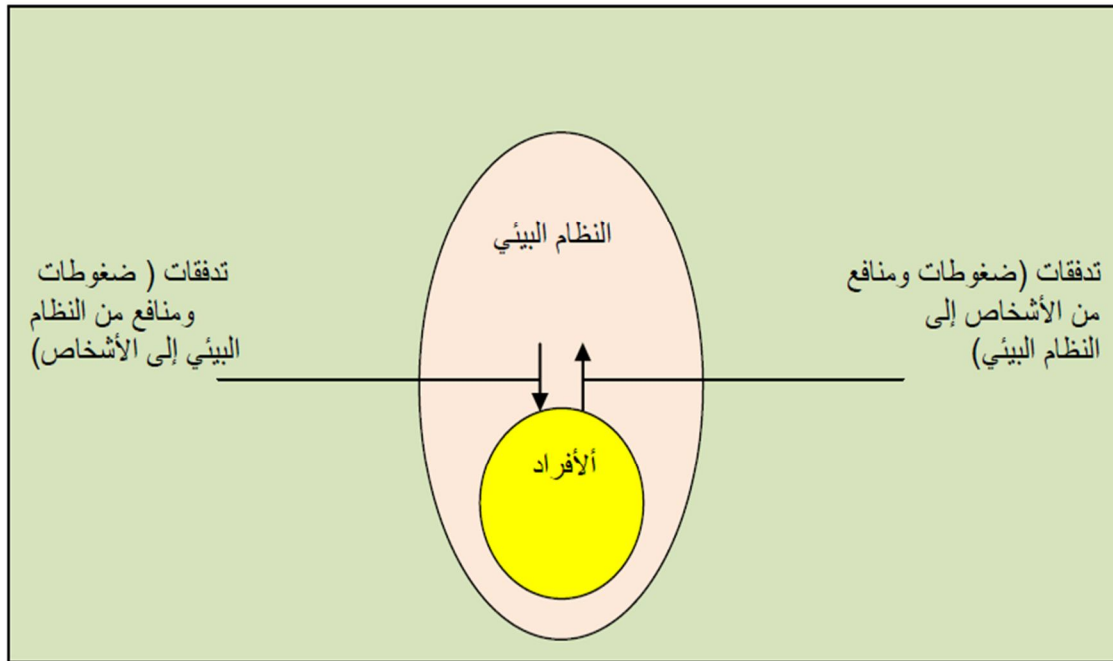 النظام البيئي
تدفقات (ضغوطات ومنافع
من الأشخاص إلى
النظام البيئي)
تدفقات ( ضغوطات
ومنافع من النظام
البيئي إلى الأشخاص)
ألأفراد